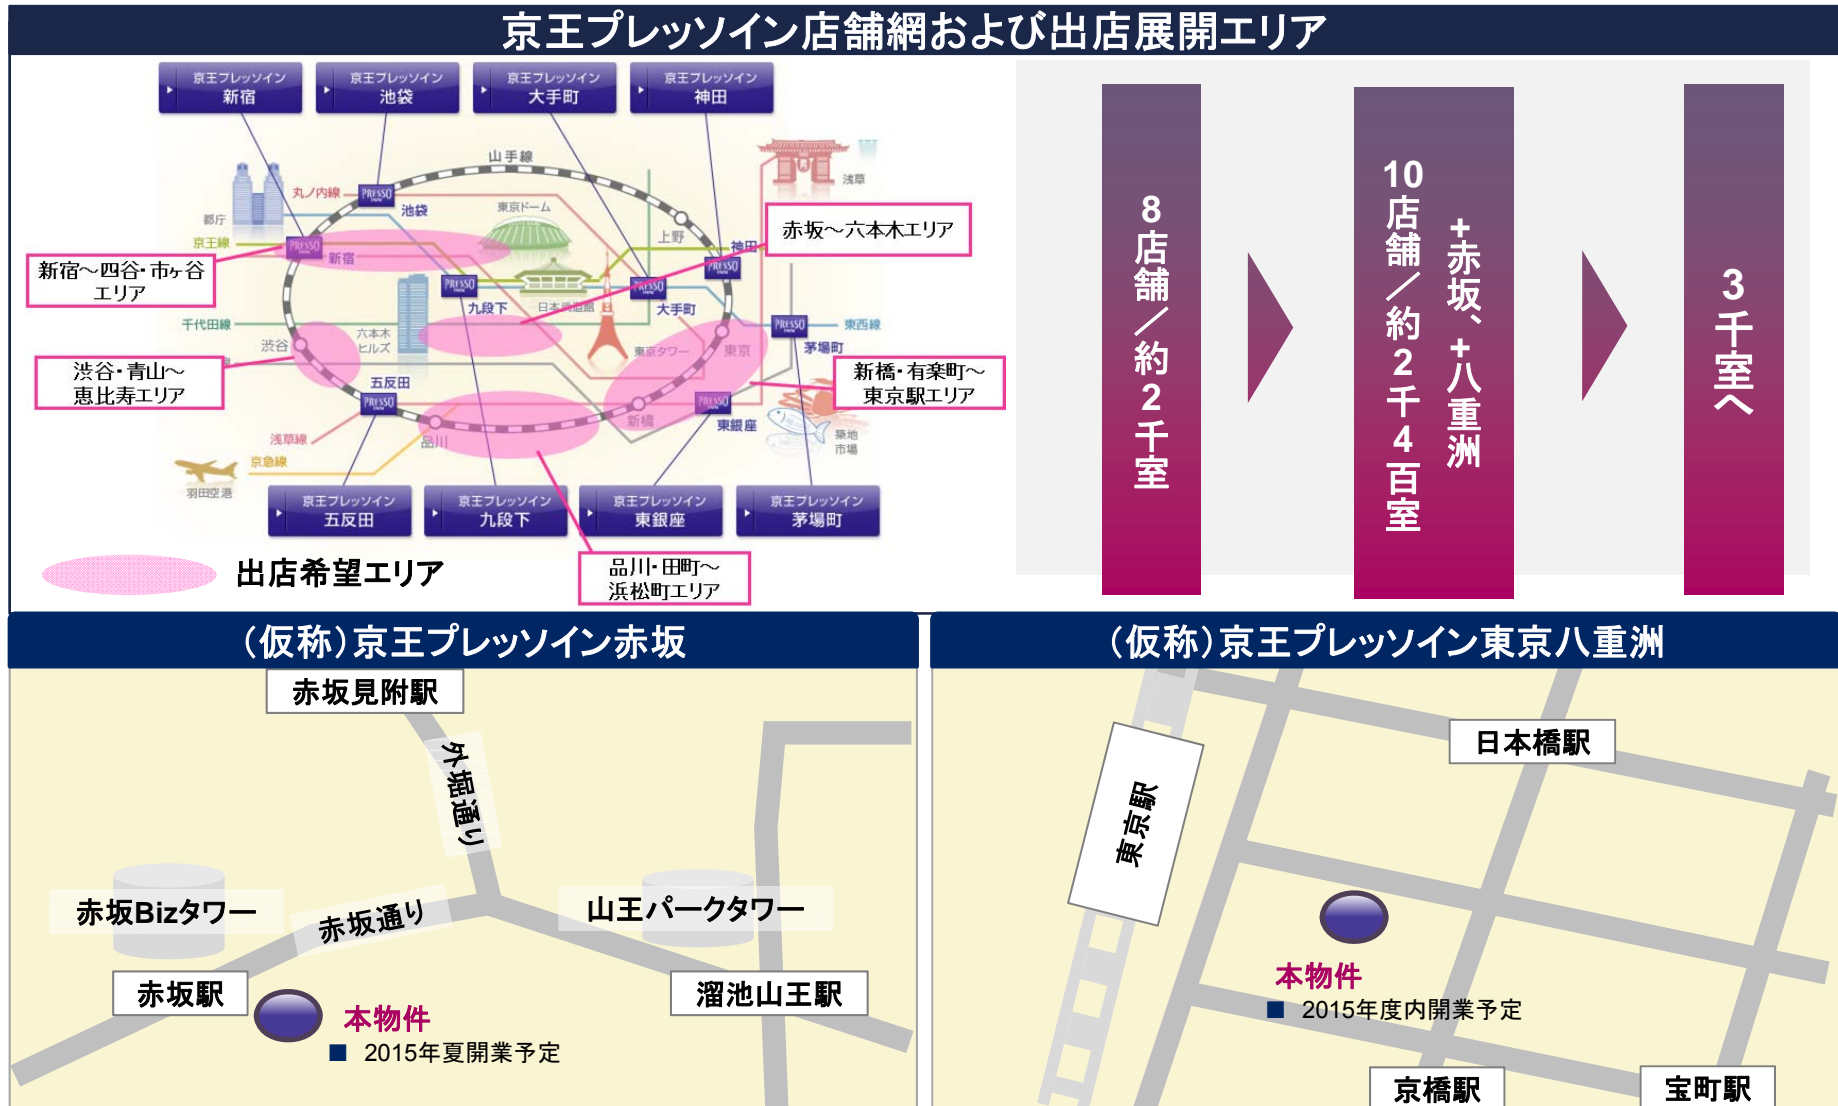 京王プレッソイン店舗網および出店展開エリア
京王プレッソイン
新宿
京王プレッソイン
池袋
京王プレッソイン
大手町
京王プレッソイン
神田
山手線
浅草
丸ノ内線
PRESSO
池袋
東京ドーム
都庁
京王線
PRESSO
新宿
上野
神田
PRESSO
赤坂～六本木エリア
新宿～四谷・市ヶ谷
エリア
PRESSO
九段下
日本武道館
PRESSO
大手町
千代田線
六本木
ヒルズ
東京タワー
東京
PRESSO
茅場町
東西線
渋谷
渋谷・青山～
恵比寿エリア
新橋・有楽町～
東京駅エリア
五反田
PRESSO
浅草線
品川
新橋
PRESSO
東銀座
築地
市場
京急線
羽田空港
京王プレッソイン
五反田
京王プレッソイン
九段下
京王プレッソイン
東銀座
京王プレッソイン
茅場町
出店希望エリア
品川・田町～
浜松町エリア
8店舗／約2千室
+赤坂、+八重洲
10店舗／約2千4百室
3千室へ
（仮称）京王プレッソイン赤坂
赤坂見附駅
外堀通り
赤坂Bizタワー
赤坂通り
山王パークタワー
赤坂駅
溜池山王駅
本物件
■ 2015年夏開業予定
（仮称）京王プレッソイン東京八重洲
日本橋駅
東京駅
本物件
■ 2015年度内開業予定
京橋駅
宝町駅